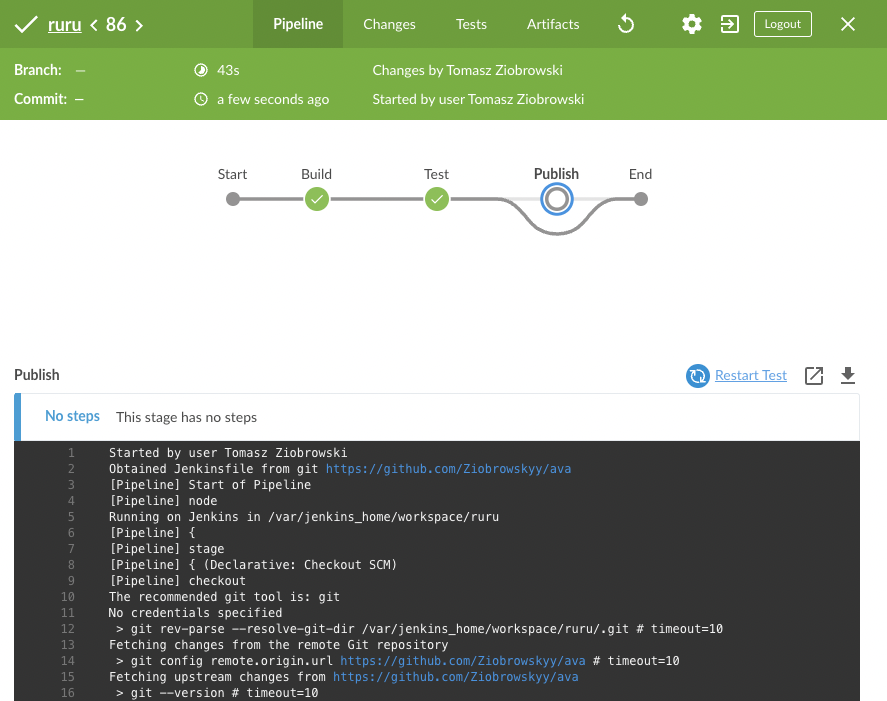 ruru < 86 > Pipeline Changes Tests Artifacts Logout
Branch: — 43s Changes by Tomasz Ziobrowski
Commit: — a few seconds ago Started by user Tomasz Ziobrowski
Start Build Test Publish End
Publish Restart Test
No steps This stage has no steps
1 Started by user Tomasz Ziobrowski
2 Obtained Jenkinsfile from git https://github.com/Ziobrowskyy/ava
3 [Pipeline] Start of Pipeline
4 [Pipeline] node
5 Running on Jenkins in /var/jenkins_home/workspace/ruru
6 [Pipeline] {
7 [Pipeline] stage
8 [Pipeline] { (Declarative: Checkout SCM)
9 [Pipeline] checkout
10 The recommended git tool is: git
11 No credentials specified
12 > git rev-parse --resolve-git-dir /var/jenkins_home/workspace/ruru/.git # timeout=10
13 Fetching changes from the remote Git repository
14 > git config remote.origin.url https://github.com/Ziobrowskyy/ava # timeout=10
15 Fetching upstream changes from https://github.com/Ziobrowskyy/ava
16 > git --version # timeout=10